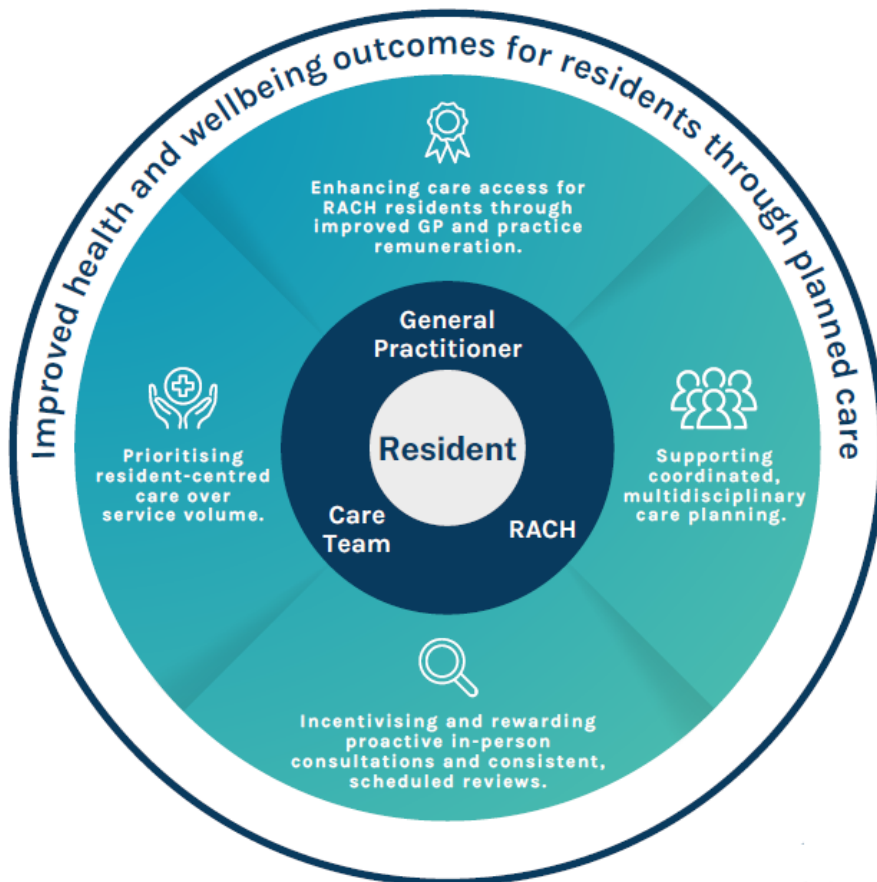 Improved health and wellbeing outcomes for residents through planned care
Enhancing care access for
RACH residents through
improved GP and practice
remuneration.
General
Practitioner
Resident
Care
Team
RACH
Prioritising
resident-centred
care over
service volume.
Supporting
coordinated,
multidisciplinary
care planning.
Incentivising and rewarding
proactive in-person
consultations and consistent,
scheduled reviews.